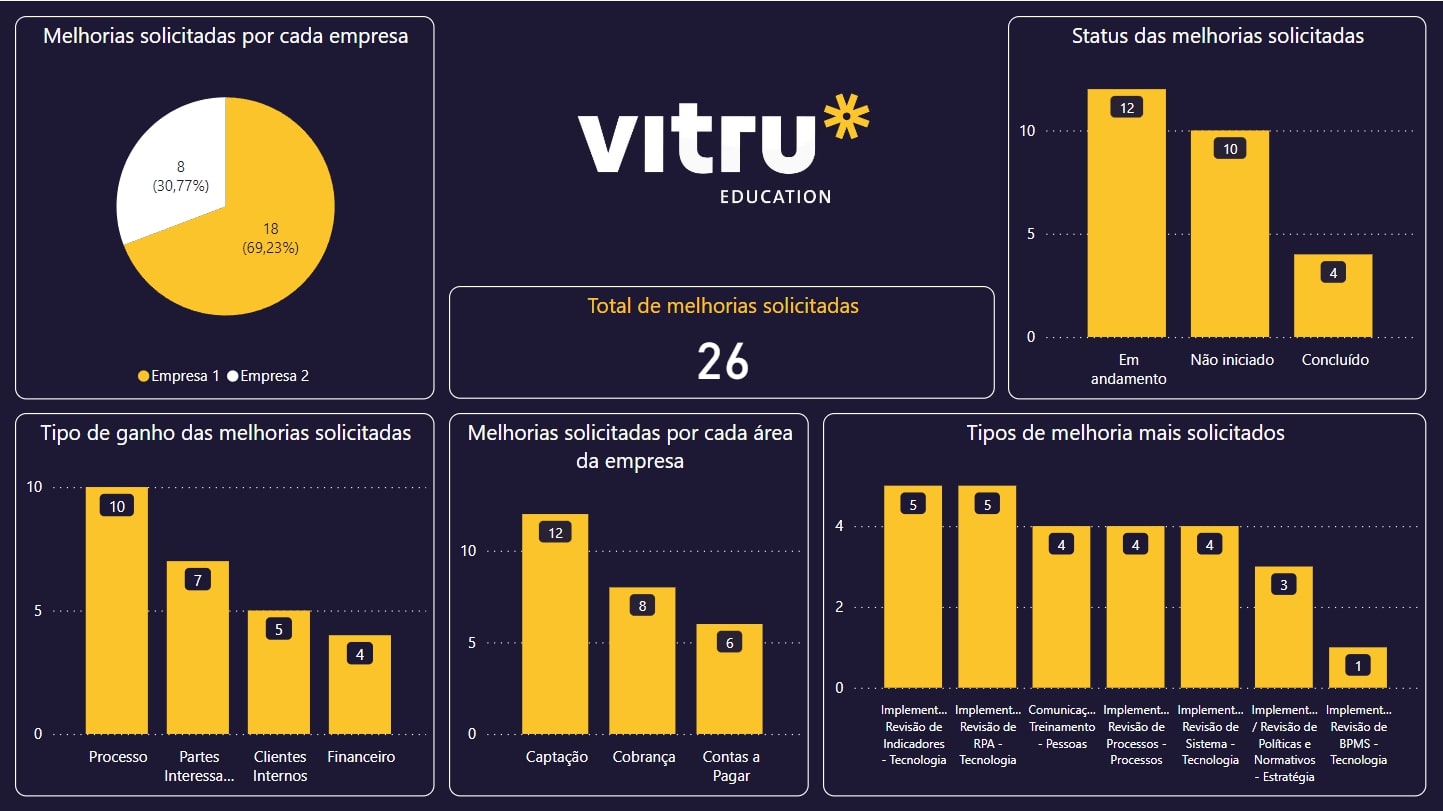 Melhorias solicitadas por cada empresa
8
(30,77%)
18
(69,23%)
Empresa 1 Empresa 2
vitru
EDUCATION
Total de melhorias solicitadas
26
Status das melhorias solicitadas
10
5
0
12
10
4
Em
andamento
Não iniciado
Concluído
Tipo de ganho das melhorias solicitadas
10
5
0
10
7
5
4
Processo
Partes
Interessa...
Clientes
Internos
Financeiro
Melhorias solicitadas por cada área
da empresa
10
5
0
12
8
6
Captação
Cobrança
Contas a
Pagar
Tipos de melhoria mais solicitados
4
2
0
5
5
4
4
4
3
1
Implement...
Revisão de
Indicadores
- Tecnologia
Implement...
Revisão de
RPA -
Tecnologia
Comunicaç...
Treinamento
- Pessoas
Implement...
Revisão de
Processos -
Processos
Implement...
Revisão de
Sistema -
Tecnologia
Implement...
/ Revisão de
Políticas e
Normativos
- Estratégia
Implement...
Revisão de
BPMS -
Tecnologia